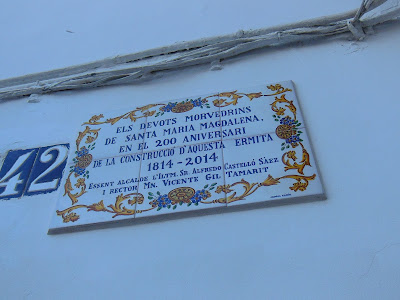 ELS DEVOTS MORVEDRINS
DE SANTA MARIA MAGDALENA,
EN EL 200 ANIVERSARI
DE LA CONSTRUCCIÓ D'AQUESTA ERMITA
1814-2014
ESSENT ALCALDE L'ILTM. SR. ALFREDO CASTELLÓ SÁEZ
I RECTOR MN. VICENTE GIL TAMARIT
42